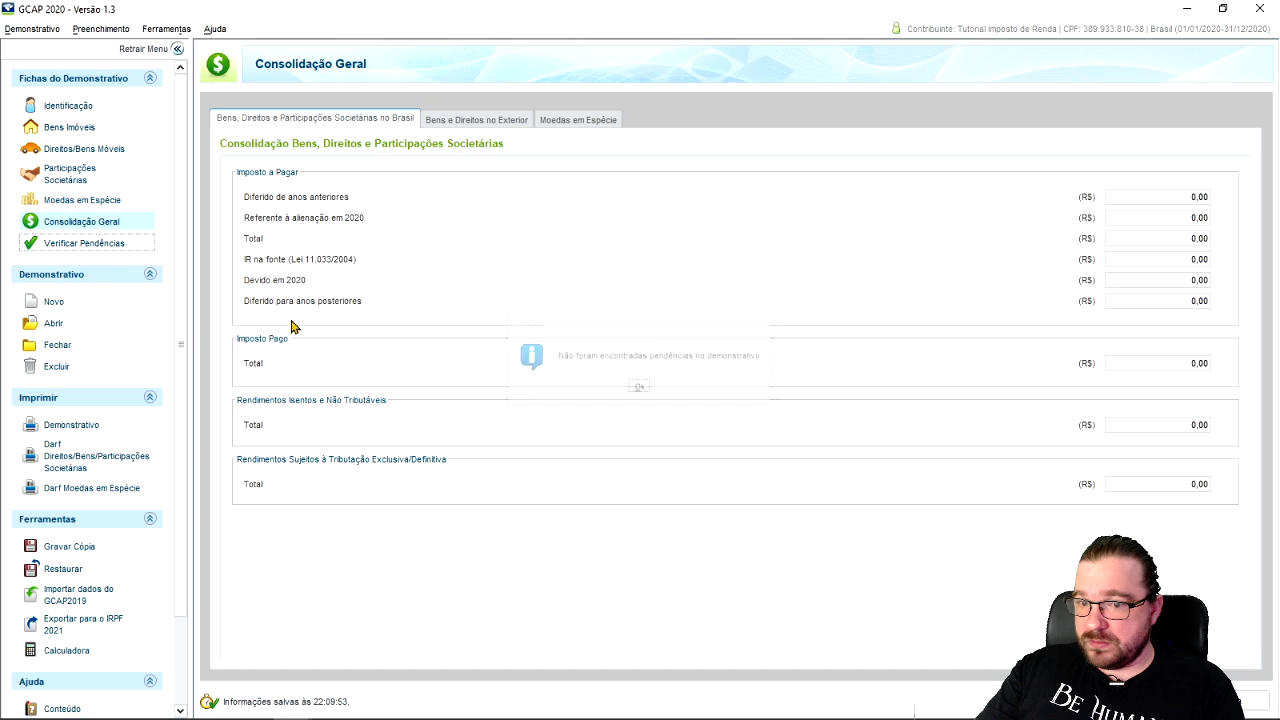 GCAP 2020 - Versão 1.3
Demonstrativo Preenchimento Ferramentas Ajuda
Contribuinte: Tutorial Imposto de Renda | CPF: 389.933.810-38 | Brasil (01/01/2020-31/12/2020)
Retrair Menu
Fichas do Demonstrativo
Identificação
Bens Imóveis
Direitos/Bens Móveis
Participações
Societárias
Moedas em Espécie
Consolidação Geral
Verificar Pendências
Demonstrativo
Novo
Abrir
Fechar
Excluir
Imprimir
Demonstrativo
Darf
Direitos/Bens/Participações
Societárias
Darf Moedas em Espécie
Ferramentas
Gravar Cópia
Restaurar
Importar dados do
GCAP2019
Exportar para o IRPF
2021
Calculadora
Ajuda
Conteúdo
Consolidação Geral
Bens, Direitos e Participações Societárias no Brasil Bens e Direitos no Exterior Moedas em Espécie
Consolidação Bens, Direitos e Participações Societárias
Imposto a Pagar
Diferido de anos anteriores (R$) 0,00
Referente à alienação em 2020 (R$) 0,00
Total (R$) 0,00
IR na fonte (Lei 11.033/2004) (R$) 0,00
Devido em 2020 (R$) 0,00
Diferido para anos posteriores (R$) 0,00
Não foram encontradas pendências no demonstrativo
Ok
Imposto Pago
Total (R$) 0,00
Rendimentos Isentos e Não Tributáveis
Total (R$) 0,00
Rendimentos Sujeitos à Tributação Exclusiva/Definitiva
Total (R$) 0,00
Informações salvas às 22:09:53.
BE HUMAN